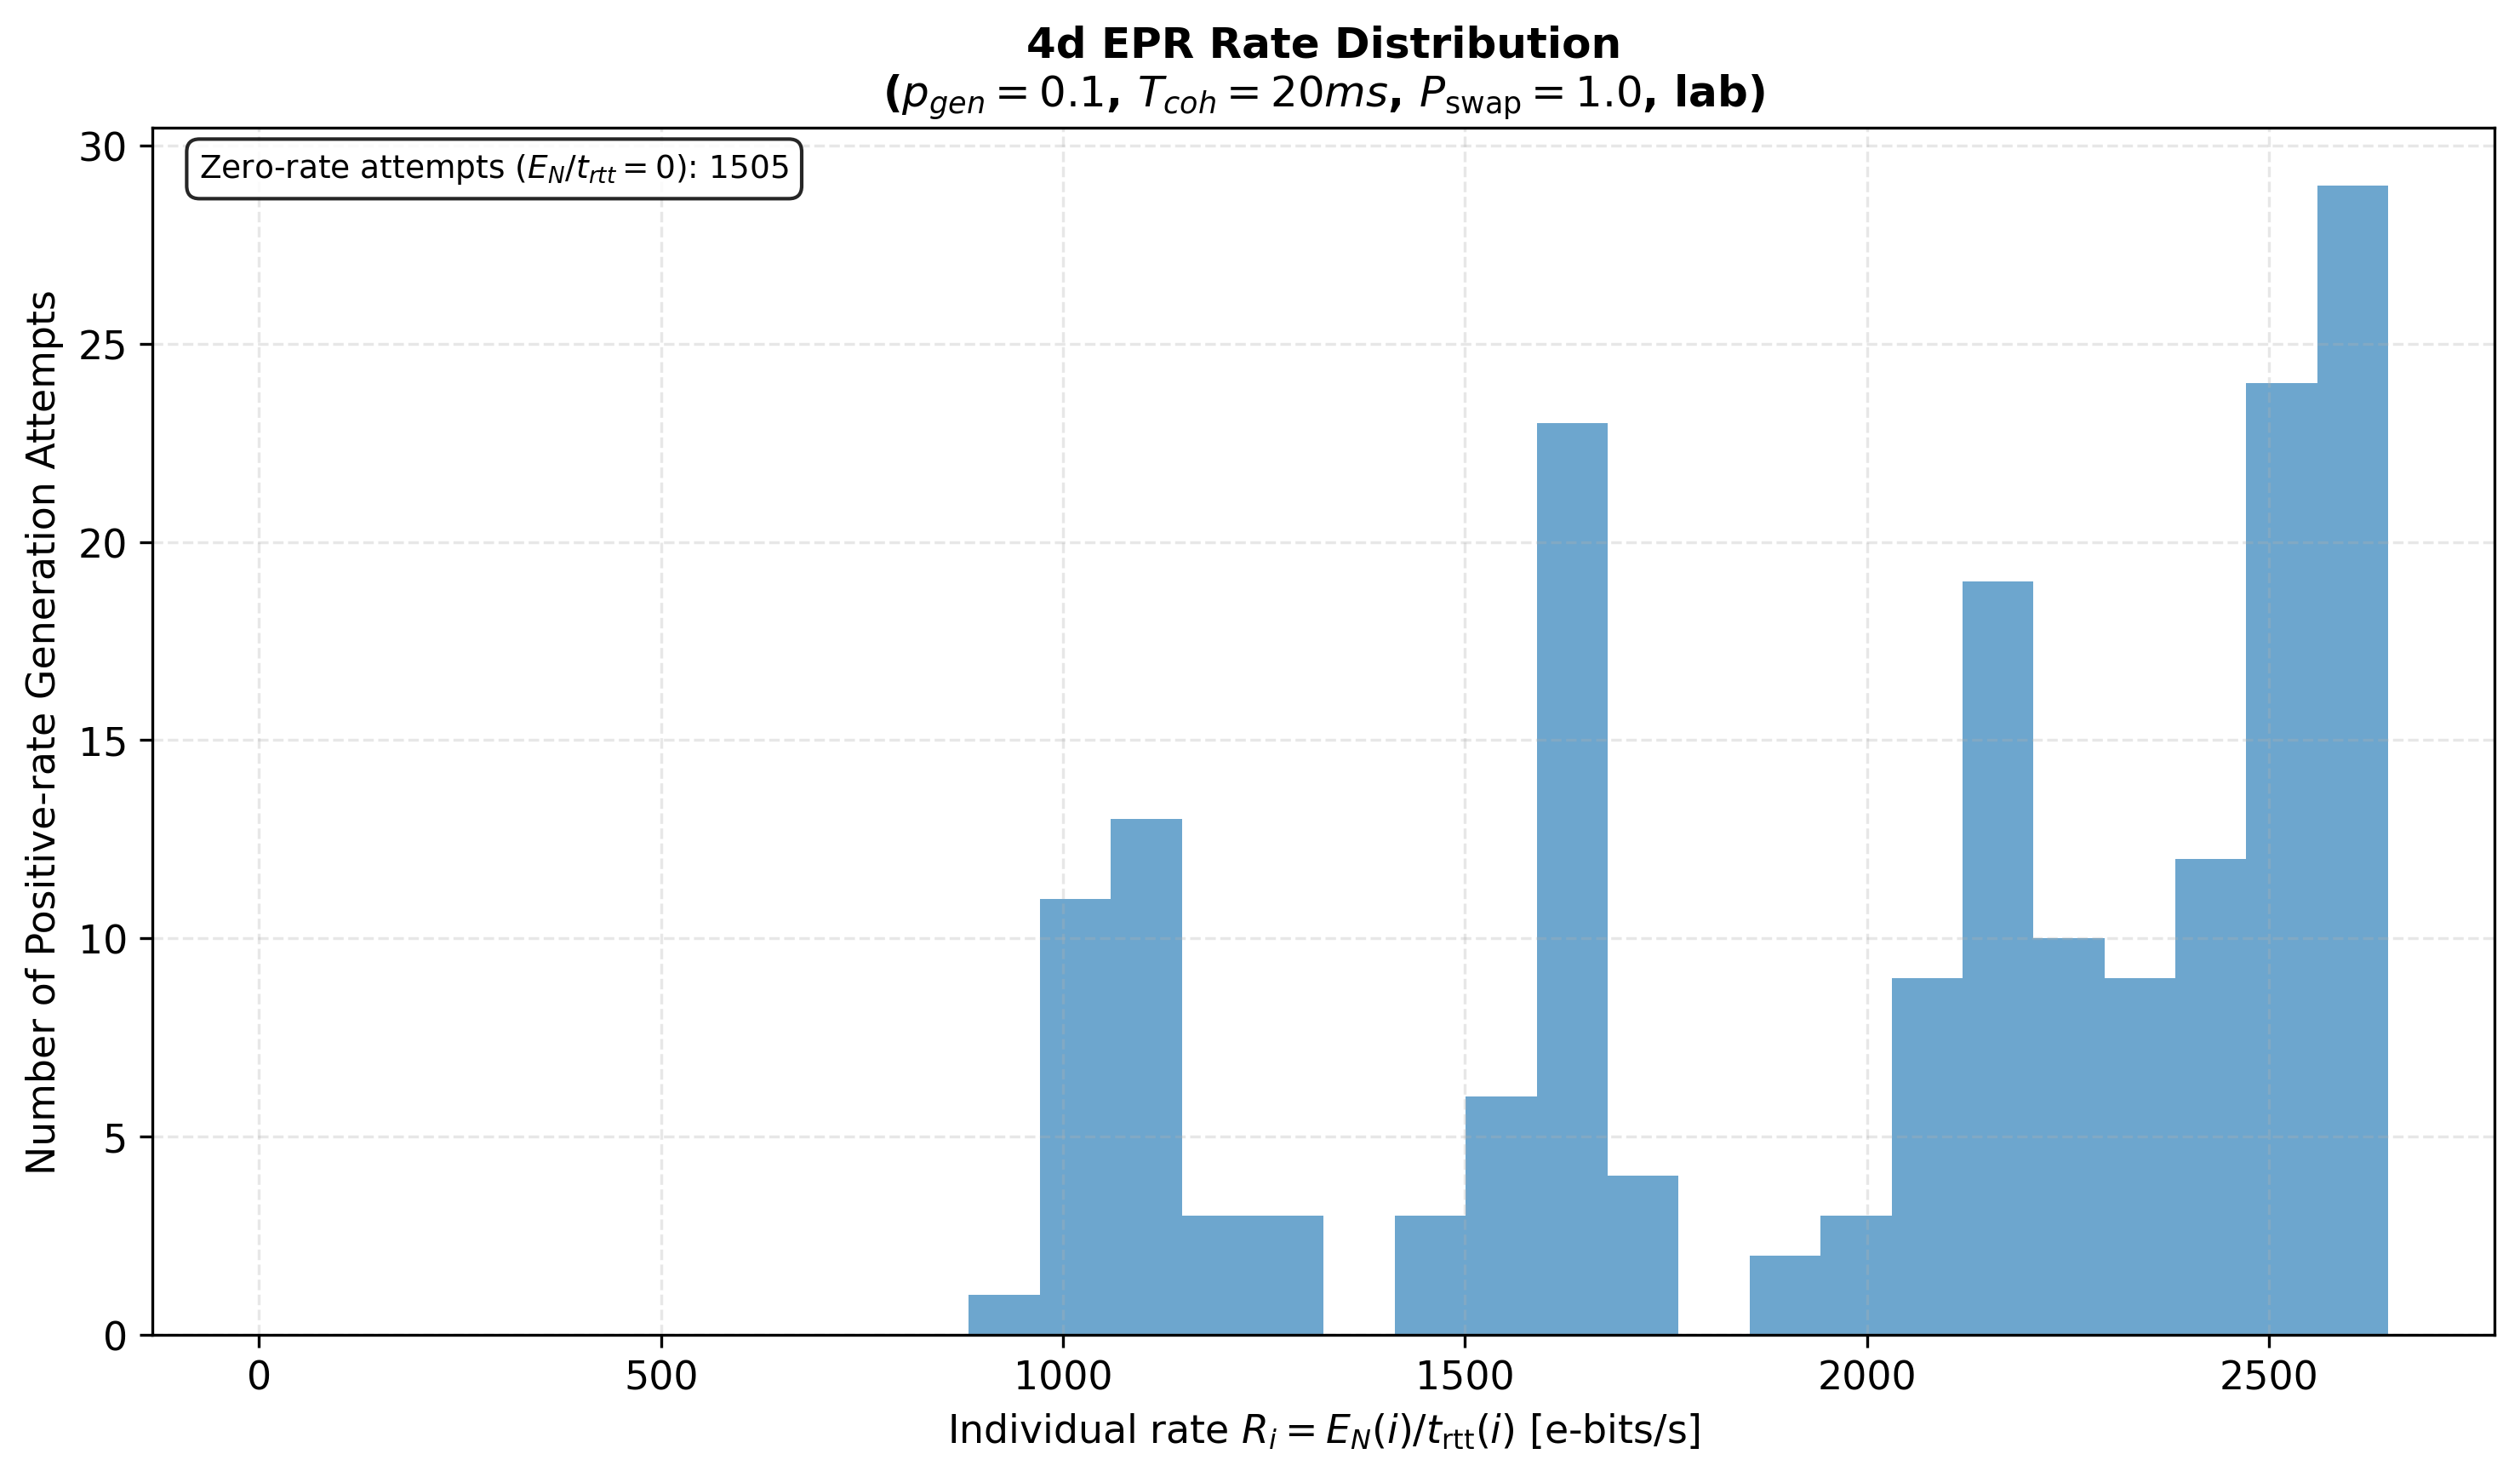 4d EPR Rate Distribution
(p_gen = 0.1, T_coh = 20ms, P_swap = 1.0, lab)
Zero-rate attempts (E_N/t_rtt = 0): 1505
Number of Positive-rate Generation Attempts
30
25
20
15
10
5
0
0 500 1000 1500 2000 2500
Individual rate R_i = E_N(i)/t_rtt(i) [e-bits/s]